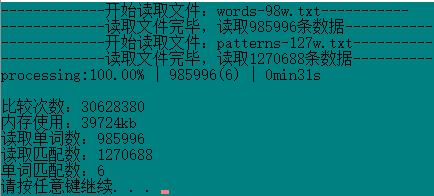 -------------开始读取文件：words-98w.txt-----------
-------------读取文件完毕，读取985996条数据-----------
-------------开始读取文件：patterns-127w.txt-----------
-------------读取文件完毕，读取1270688条数据-----------
processing:100.00% | 985996(6) | 0min31s
比较次数：30628380
内存使用：39724kb
读取单词数：985996
读取匹配数：1270688
单词匹配数：6
请按任意键继续. . .